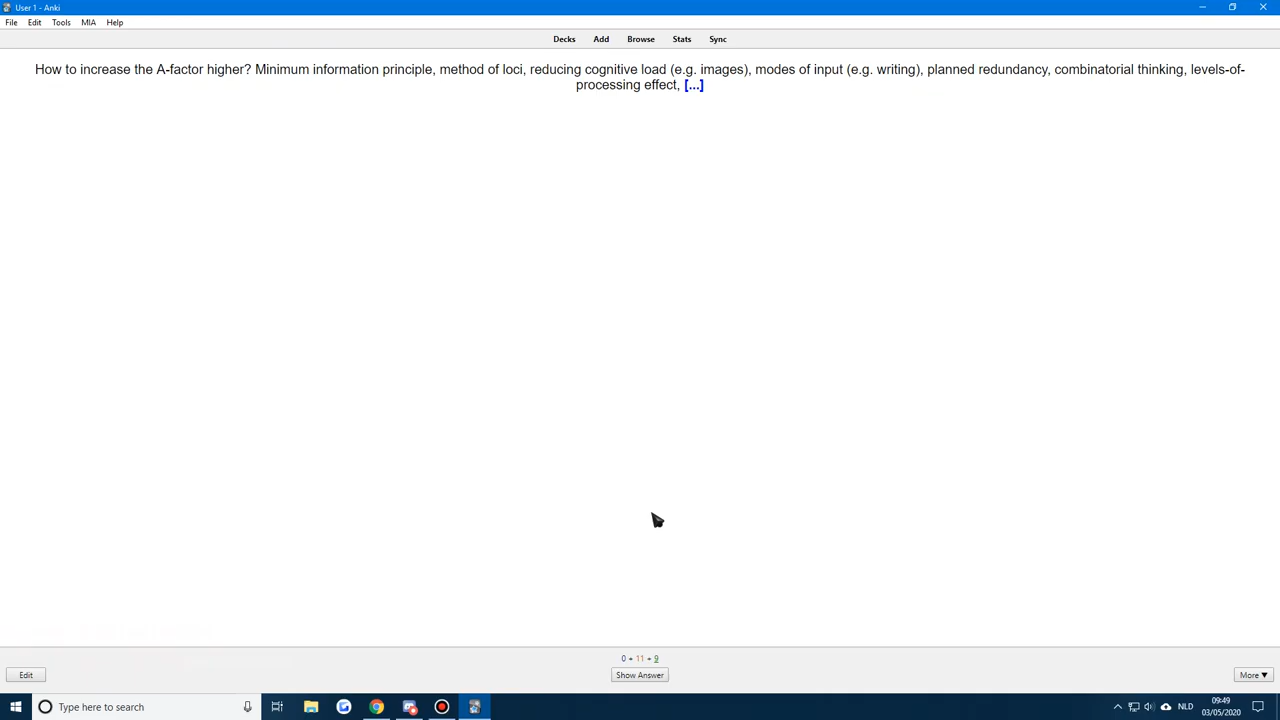 User 1 - Anki
File Edit Tools MIA Help
Decks Add Browse Stats Sync
How to increase the A-factor higher? Minimum information principle, method of loci, reducing cognitive load (e.g. images), modes of input (e.g. writing), planned redundancy, combinatorial thinking, levels-of-
processing effect, [...]
0 + 11 + 9
Edit Show Answer More ▼
Type here to search NLD 09:49
03/05/2020